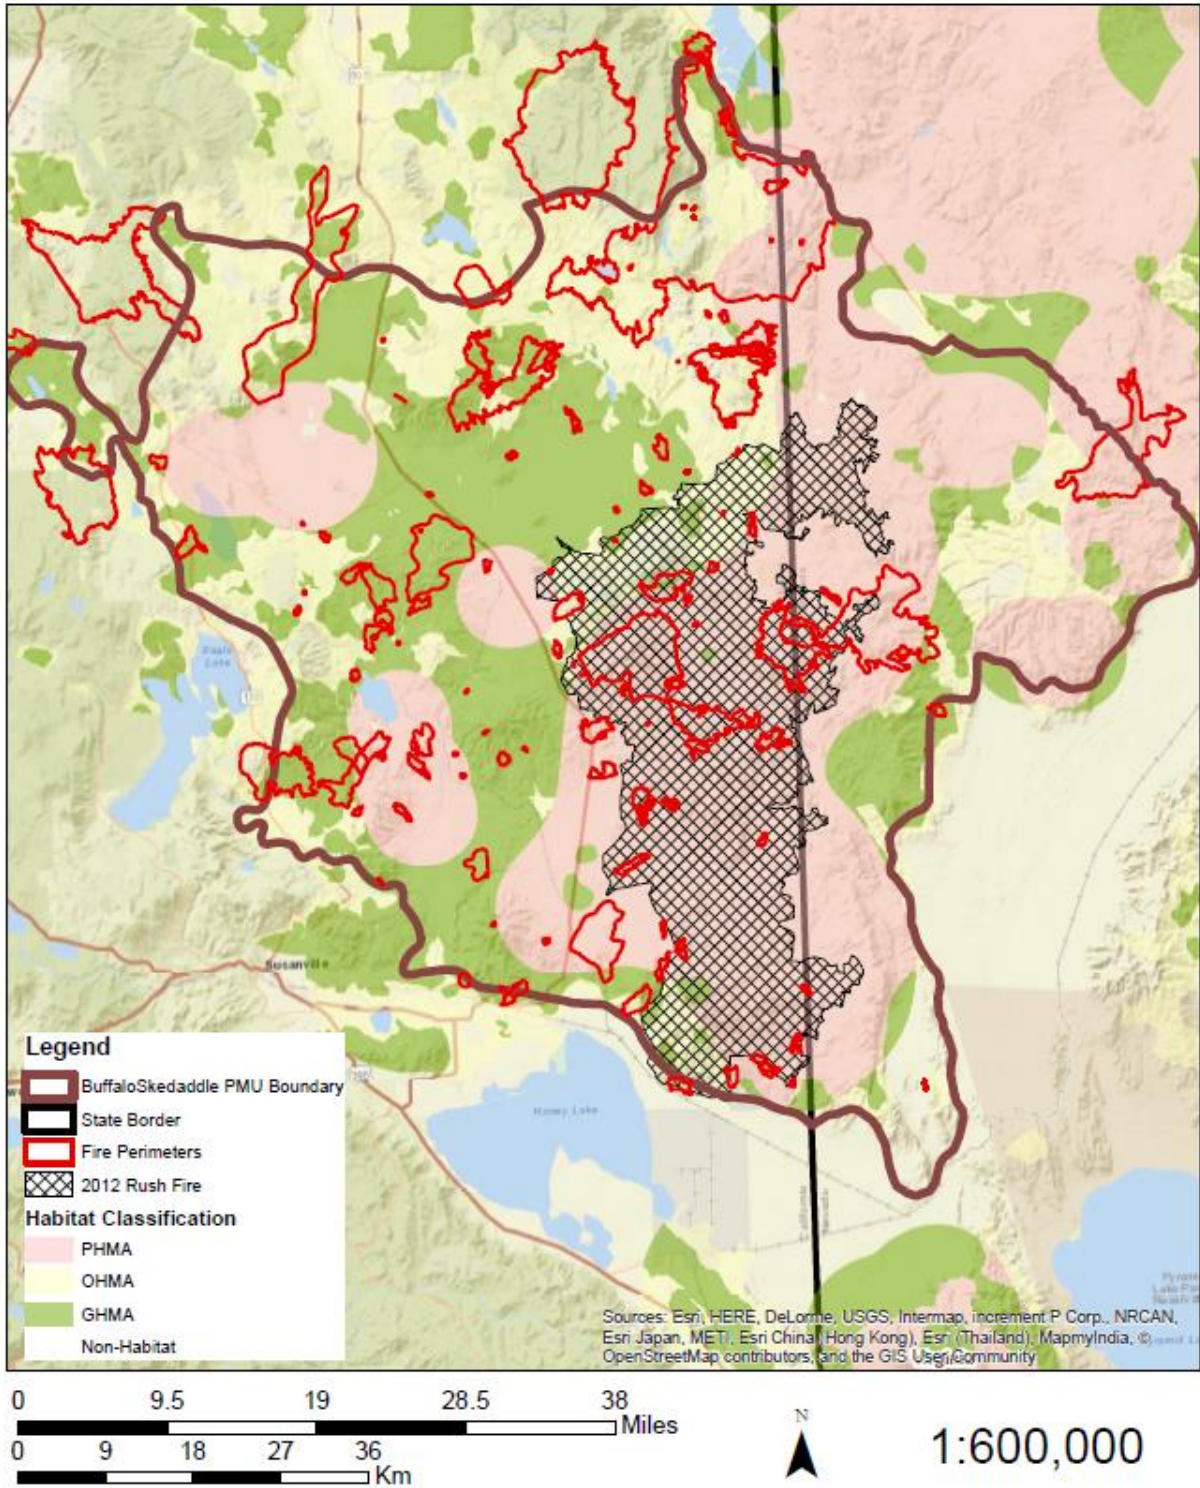 Eagle
Lake
Susanville
Honey Lake
California
Legend
BuffaloSkedaddle PMU Boundary
State Border
Fire Perimeters
2012 Rush Fire
Habitat Classification
PHMA
OHMA
GHMA
Non-Habitat
Sources: Esri, HERE, DeLorme, USGS, Intermap, increment P Corp., NRCAN,
Esri Japan, METI, Esri China (Hong Kong), Esri (Thailand), MapmyIndia, ©
OpenStreetMap contributors, and the GIS User Community
0 9.5 19 28.5 38
Miles
0 9 18 27 36
Km
N
1:600,000